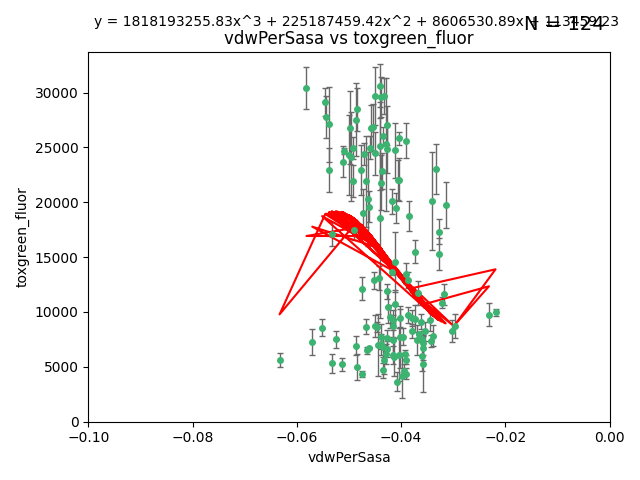 y = 1818193255.83x^3 + 225187459.42x^2 + 8606530.89x +
N = 124
vdwPerSasa vs toxgreen_fluor
30000
25000
20000
15000
10000
5000
0
toxgreen_fluor
−0.10 −0.08 −0.06 −0.04 −0.02 0.00
vdwPerSasa